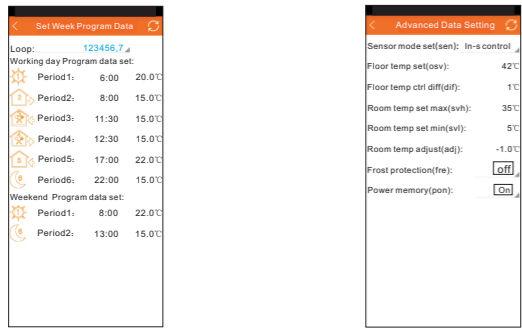 Set Week Program Data
Loop: 123456,7
Working day Program data set:
1 Period1: 6:00 20.0℃
2 Period2: 8:00 15.0℃
Period3: 11:30 15.0℃
Period4: 12:30 15.0℃
5 Period5: 17:00 22.0℃
6 Period6: 22:00 15.0℃
Weekend Program data set:
1 Period1: 8:00 22.0℃
Period2: 13:00 15.0℃
Advanced Data Setting
Sensor mode set(sen): In-s control
Floor temp set(osv): 42℃
Floor temp ctrl diff(dif): 1℃
Room temp set max(svh): 35℃
Room temp set min(svl): 5℃
Room temp adjust(adj): -1.0℃
Frost protection(fre): off
Power memory(pon): On